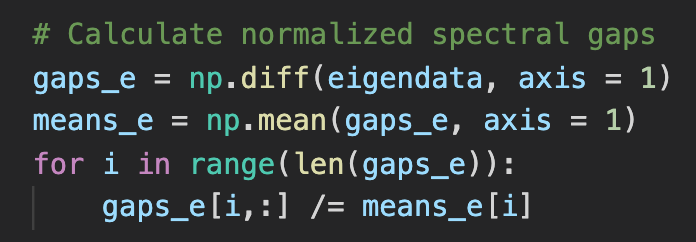 # Calculate normalized spectral gaps
gaps_e = np.diff(eigendata, axis = 1)
means_e = np.mean(gaps_e, axis = 1)
for i in range(len(gaps_e)):
    gaps_e[i,:] /= means_e[i]